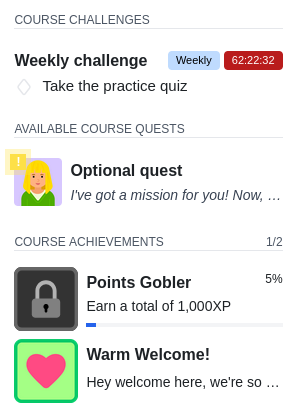 COURSE CHALLENGES
Weekly challenge Weekly 62:22:32
Take the practice quiz
AVAILABLE COURSE QUESTS
!
Optional quest
I've got a mission for you! Now, …
COURSE ACHIEVEMENTS 1/2
Points Gobler 5%
Earn a total of 1,000XP
Warm Welcome!
Hey welcome here, we're so …